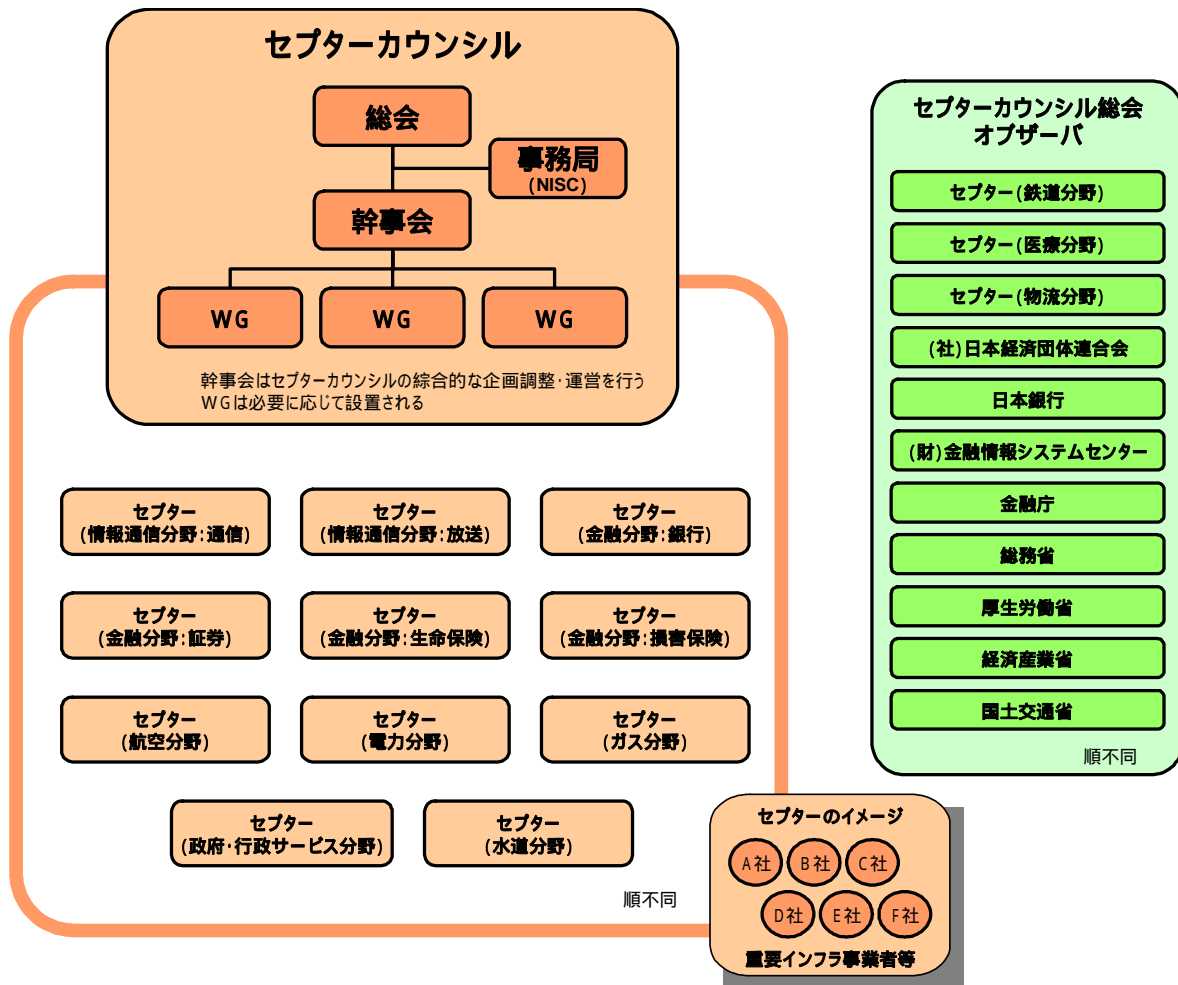 セプターカウンシル
総会
事務局
(NISC)
幹事会
WG
WG
WG
幹事会はセプターカウンシルの綜合的な企画調整・運営を行う
WGは必要に応じて設置される
セプター
(情報通信分野:通信)
セプター
(情報通信分野:放送)
セプター
(金融分野:銀行)
セプター
(金融分野:証券)
セプター
(金融分野:生命保険)
セプター
(金融分野:損害保険)
セプター
(航空分野)
セプター
(電力分野)
セプター
(ガス分野)
セプター
(政府・行政サービス分野)
セプター
(水道分野)
順不同
セプターのイメージ
A社
B社
C社
D社
E社
F社
重要インフラ事業者等
セプターカウンシル総会
オブザーバ
セプター(鉄道分野)
セプター(医療分野)
セプター(物流分野)
(社)日本経済団体連合会
日本銀行
(財)金融情報システムセンター
金融庁
総務省
厚生労働省
経済産業省
国土交通省
順不同